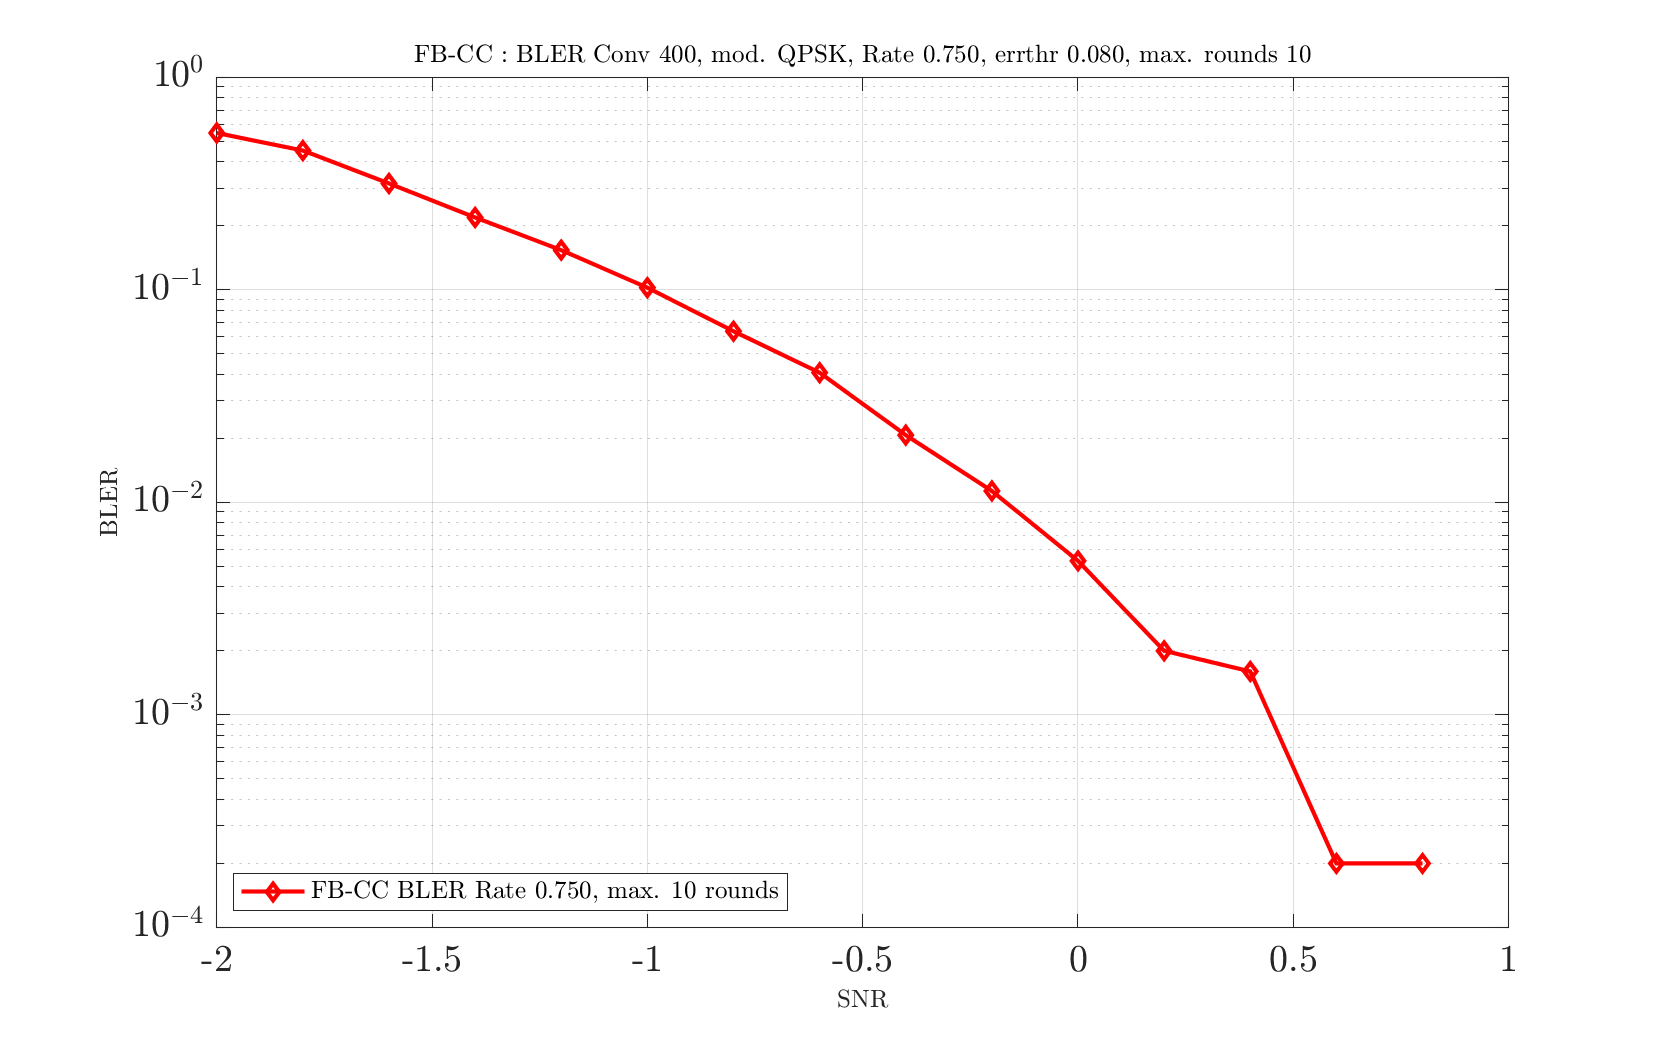 FB-CC : BLER Conv 400, mod. QPSK, Rate 0.750, errthr 0.080, max. rounds 10
10^0
10^−1
10^−2
10^−3
10^−4
BLER
FB-CC BLER Rate 0.750, max. 10 rounds
-2 -1.5 -1 -0.5 0 0.5 1
SNR